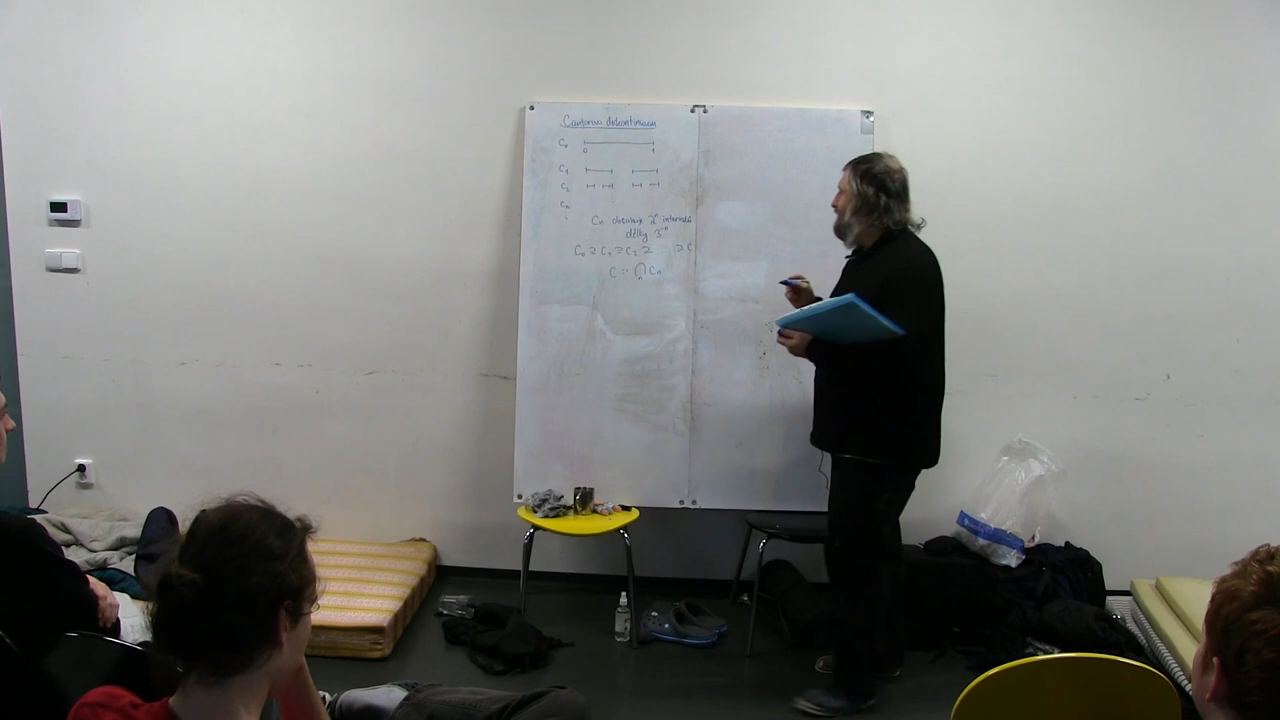 Cantorovo diskontinuum
C₀
0 1
C₁
C₂
Cₙ
Cₙ obsahuje 2ⁿ intervalů
délky 3⁻ⁿ
C₀ ⊇ C₁ ⊇ C₂ ⊇ ⊇ C
C := ⋂ₙ Cₙ